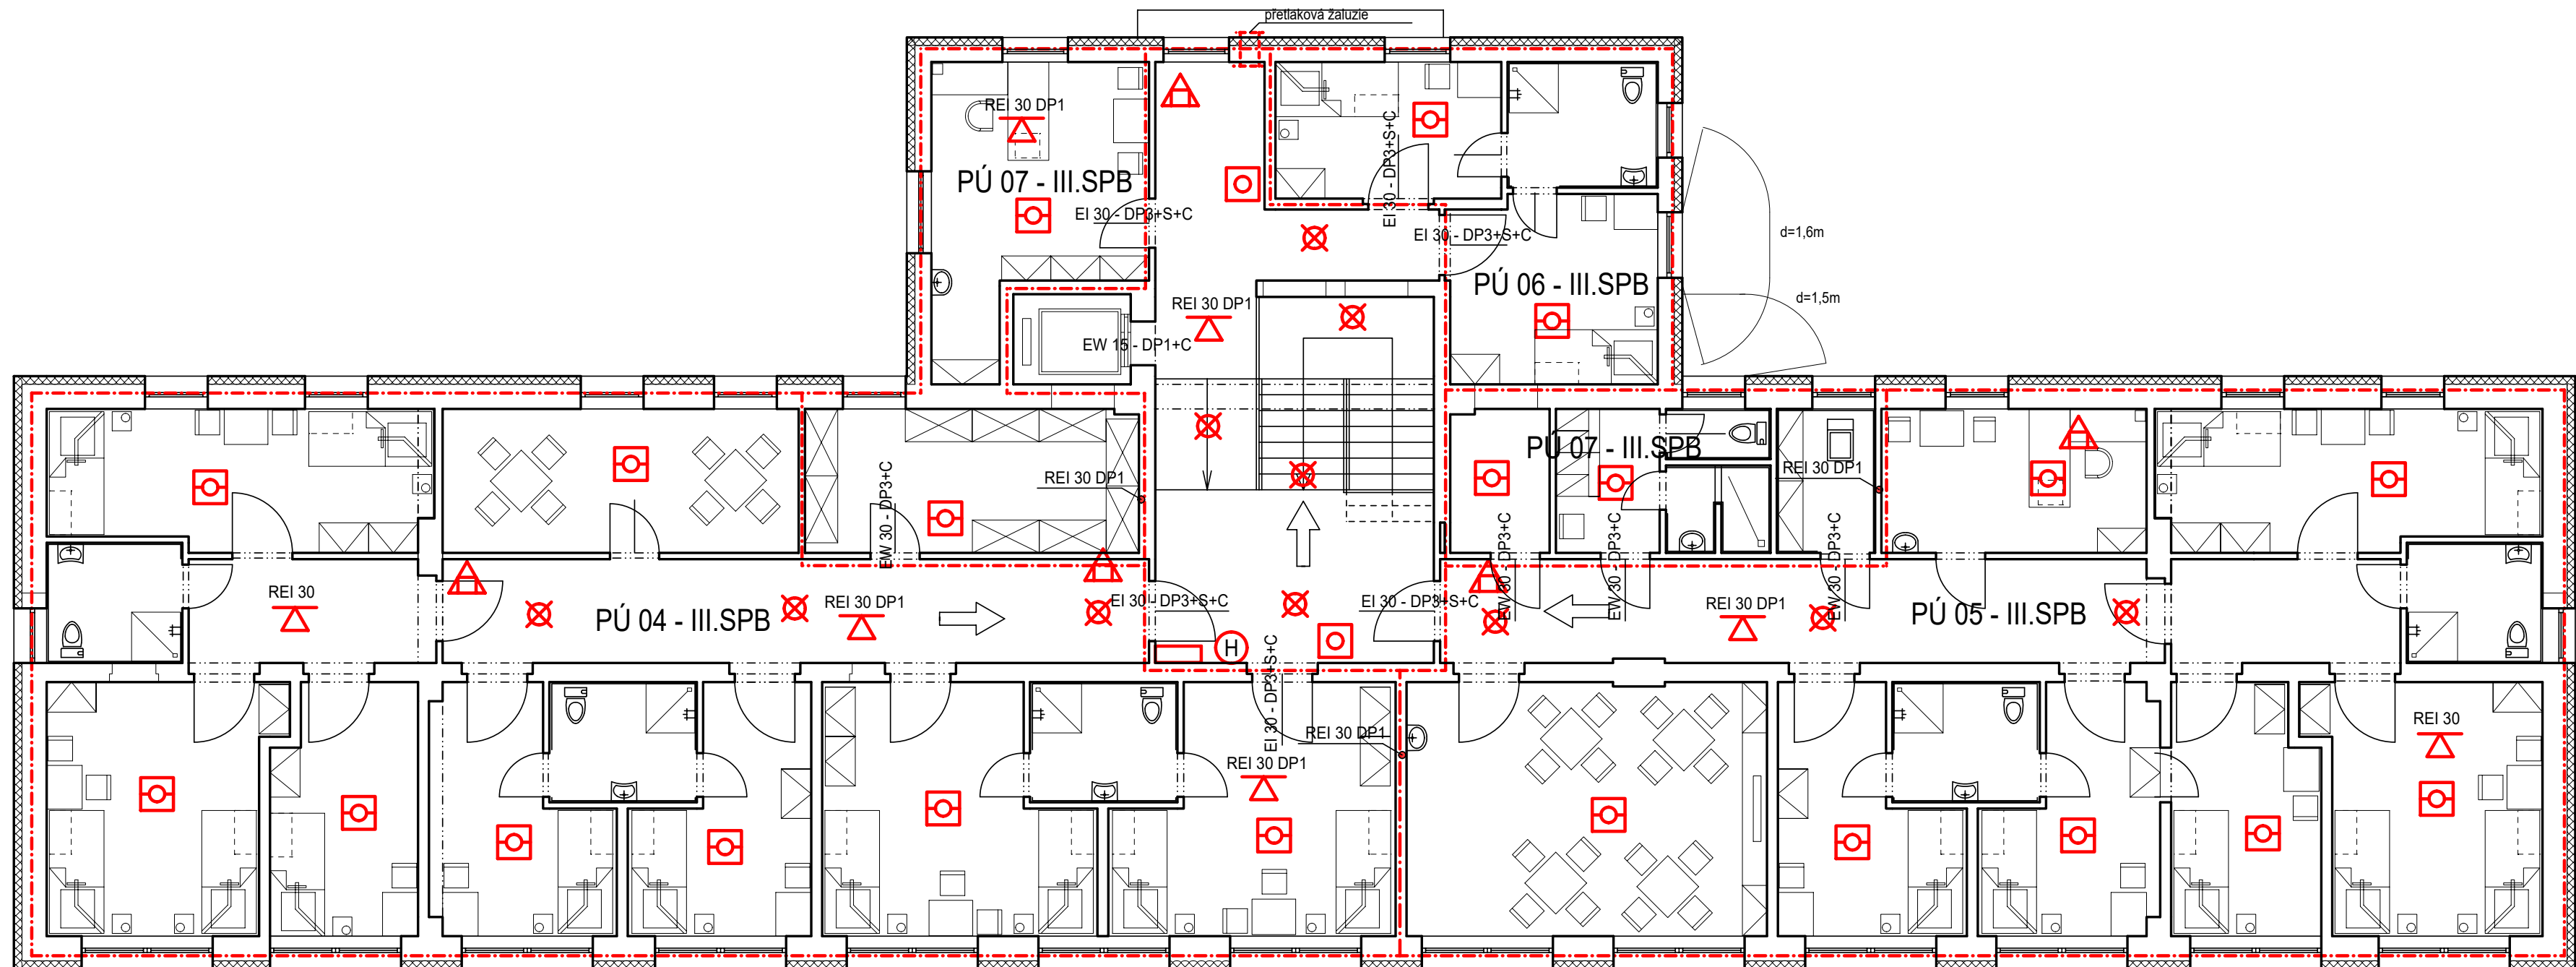 přetlaková žaluzie
REI 30 DP1
PÚ 07 - III.SPB
EI 30 - DP3+S+C
EI 30 - DP3+S+C
EI 30 - DP3+S+C
d=1,6m
PÚ 06 - III.SPB
d=1,5m
REI 30 DP1
EW 15 - DP1+C
PÚ 07 - III.SPB
REI 30 DP1
REI 30 DP1
EW 30 - DP3+C
EW 30 - DP3+C
EW 30 - DP3+C
EW 30 - DP3+C
REI 30
PÚ 04 - III.SPB
REI 30 DP1
EI 30 - DP3+S+C
EI 30 - DP3+S+C
REI 30 DP1
PÚ 05 - III.SPB
H
EI 30 - DP3+S+C
REI 30 DP1
REI 30 DP1
REI 30